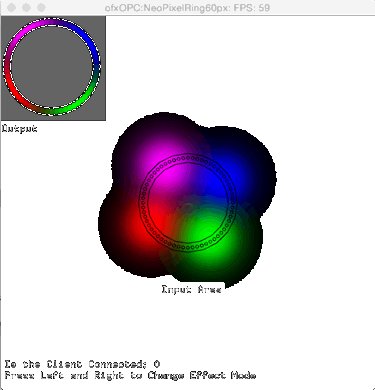 ofxOPC:NeoPixelRing60px: FPS: 59
Output
Input Area
Is the Client Connected: 0
Press Left and Right to Change Effect Mode